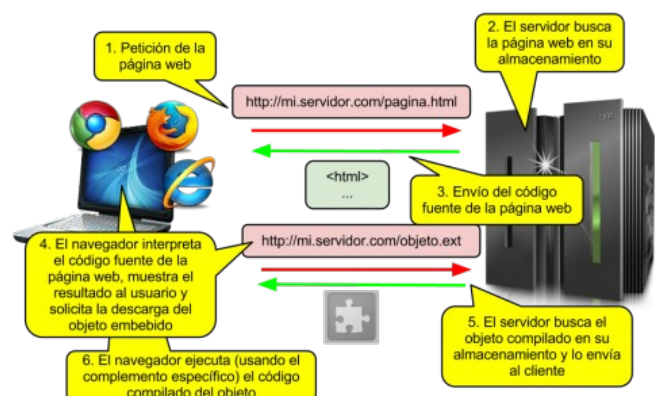 1. Petición de la
página web
2. El servidor busca
la página web en su
almacenamiento
http://mi.servidor.com/pagina.html
<html>
...
3. Envío del código
fuente de la página web
4. El navegador interpreta
el código fuente de la
página web, muestra el
resultado al usuario y
solicita la descarga del
objeto embebido
http://mi.servidor.com/objeto.ext
5. El servidor busca el
objeto compilado en su
almacenamiento y lo envía
al cliente
6. El navegador ejecuta (usando el
complemento específico) el código
compilado del objeto